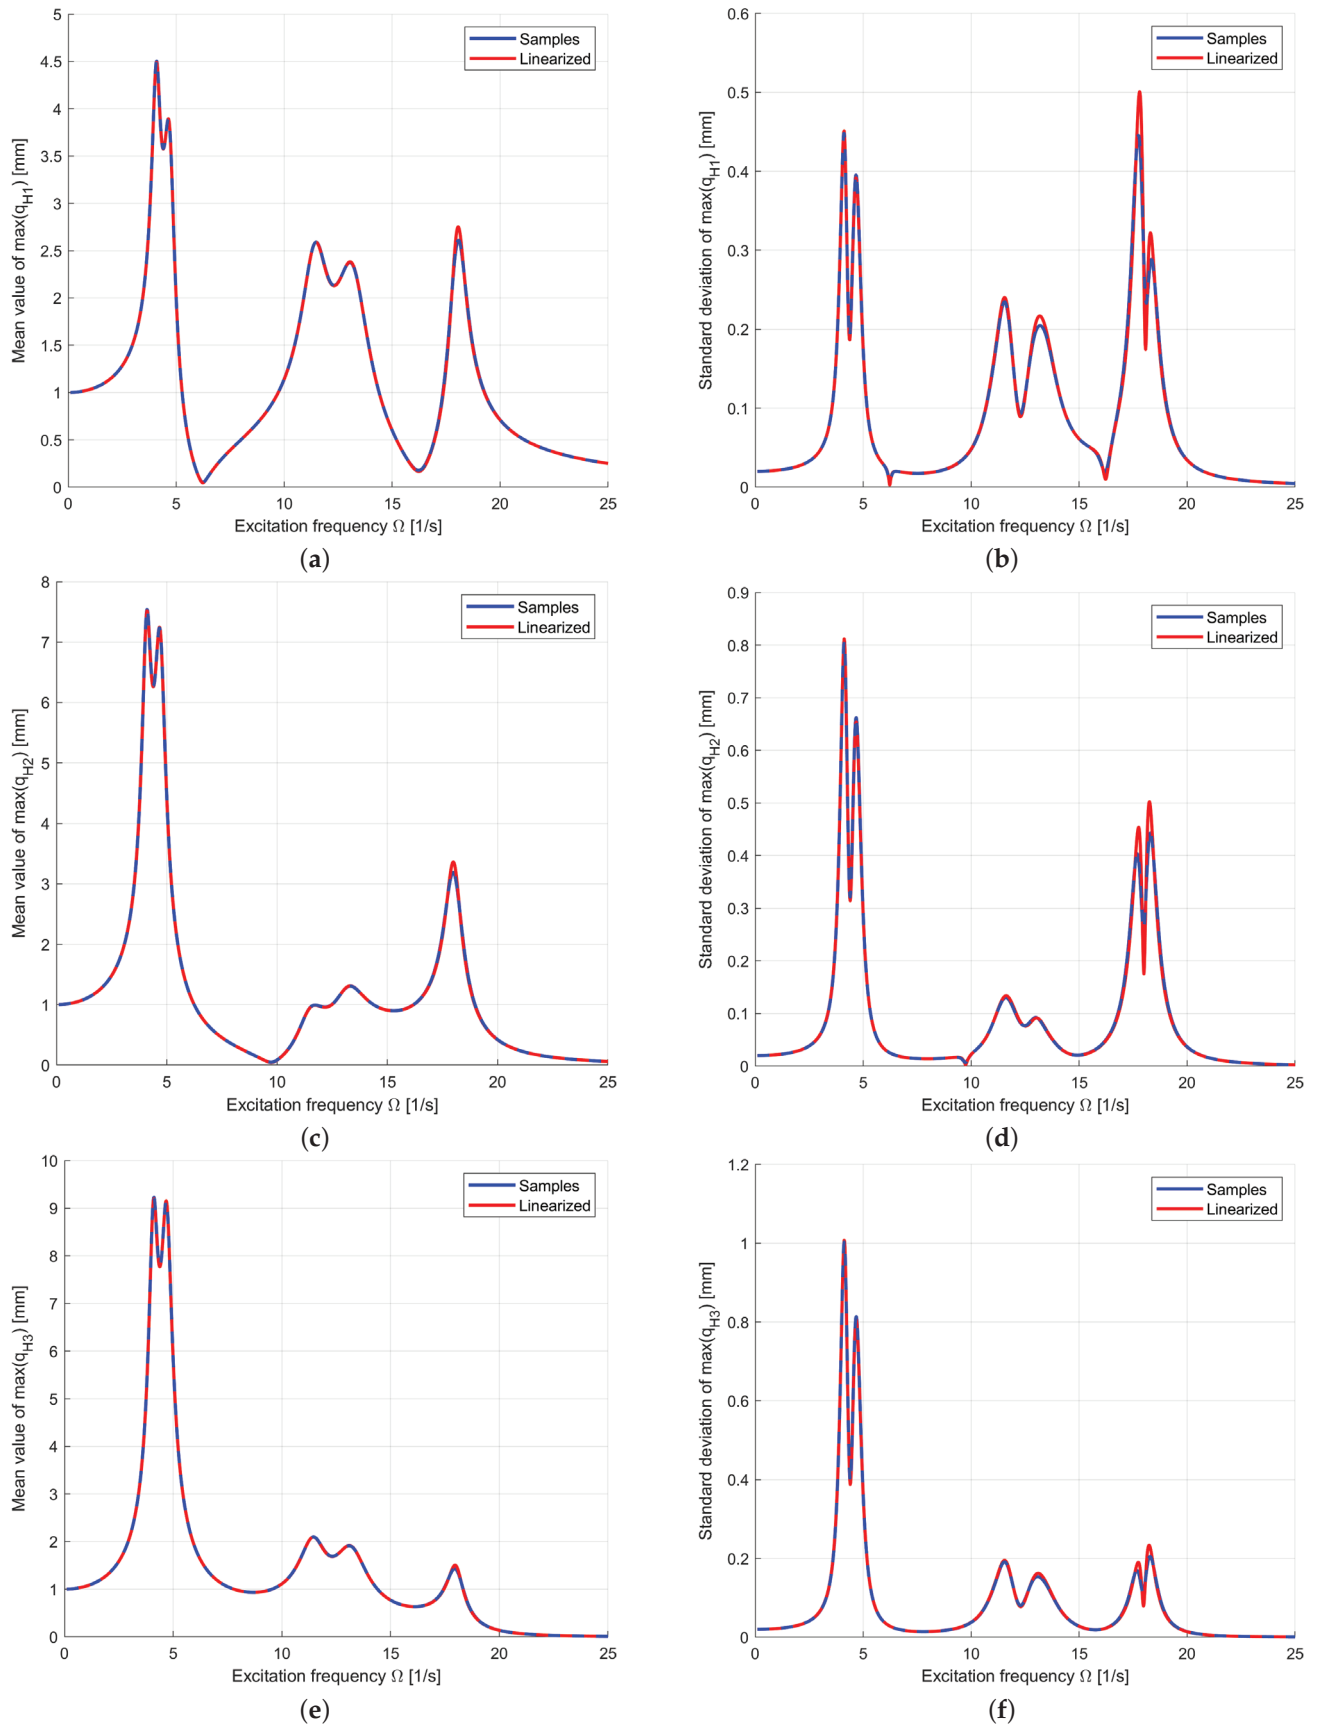 Mean value of max(q_H1) [mm]
5
4.5
4
3.5
3
2.5
2
1.5
1
0.5
0
0 5 10 15 20 25
Samples
Linearized
Excitation frequency Ω [1/s]
(a)
Standard deviation of max(q_H1) [mm]
0.6
0.5
0.4
0.3
0.2
0.1
0
0 5 10 15 20 25
Samples
Linearized
Excitation frequency Ω [1/s]
(b)
Mean value of max(q_H2) [mm]
8
7
6
5
4
3
2
1
0
0 5 10 15 20 25
Samples
Linearized
Excitation frequency Ω [1/s]
(c)
Standard deviation of max(q_H2) [mm]
0.9
0.8
0.7
0.6
0.5
0.4
0.3
0.2
0.1
0
0 5 10 15 20 25
Samples
Linearized
Excitation frequency Ω [1/s]
(d)
Mean value of max(q_H3) [mm]
10
9
8
7
6
5
4
3
2
1
0
0 5 10 15 20 25
Samples
Linearized
Excitation frequency Ω [1/s]
(e)
Standard deviation of max(q_H3) [mm]
1.2
1
0.8
0.6
0.4
0.2
0
0 5 10 15 20 25
Samples
Linearized
Excitation frequency Ω [1/s]
(f)